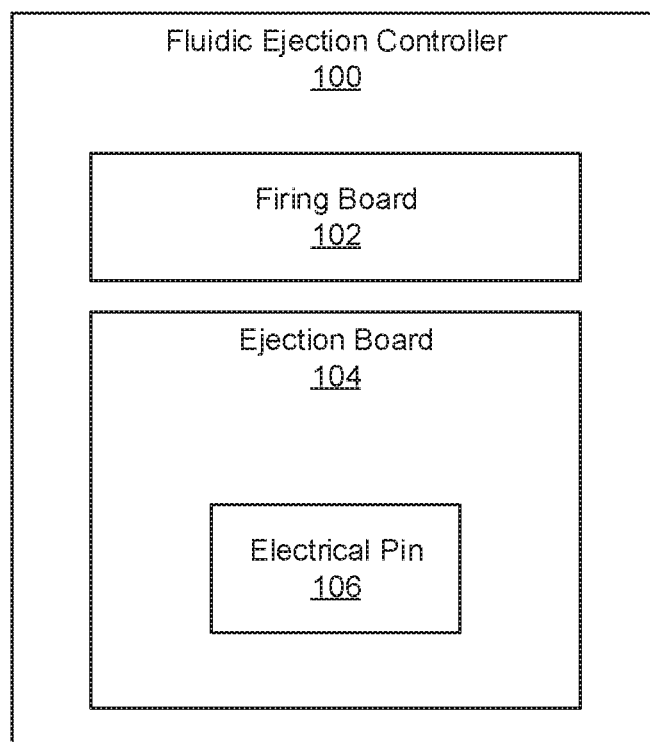 Fluidic Ejection Controller
100
Firing Board
102
Ejection Board
104
Electrical Pin
106